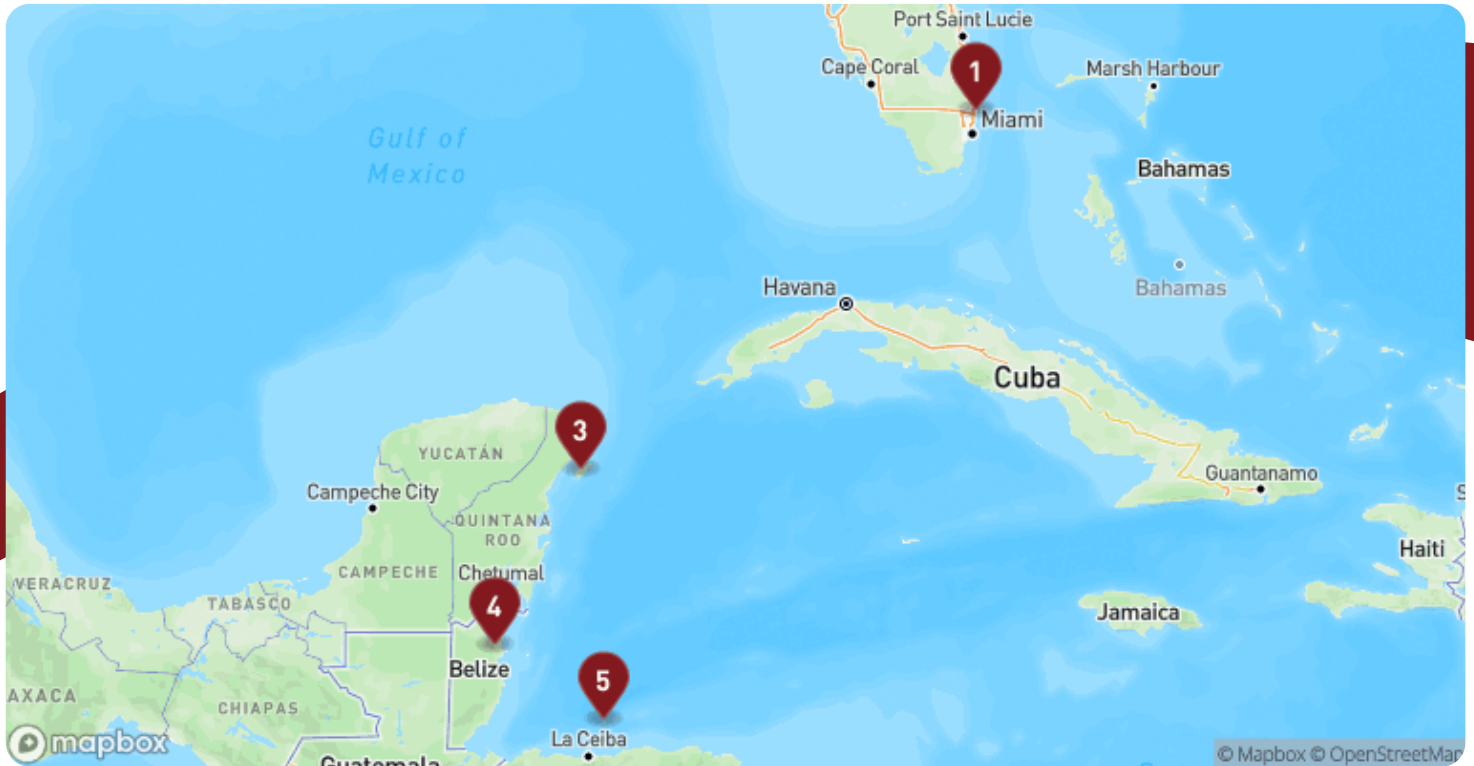 Port Saint Lucie
Cape Coral
1
Marsh Harbour
Miami
Gulf of
Mexico
Bahamas
Havana
Bahamas
Cuba
3
YUCATÁN
Campeche City
Guantanamo
QUINTANA
ROO
Haiti
CAMPECHE
Chetumal
VERACRUZ
TABASCO
4
Jamaica
Belize
5
AXACA
CHIAPAS
La Ceiba
mapbox
© Mapbox © OpenStreetMap
Guatemala